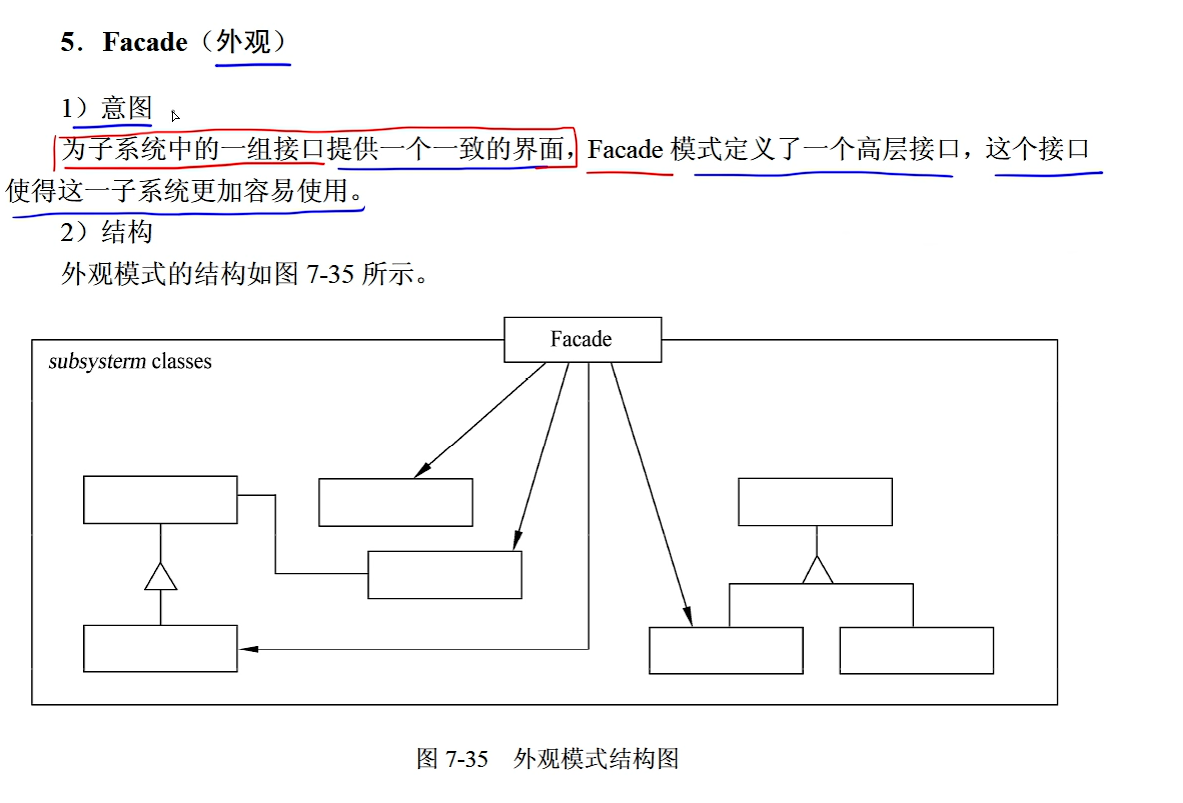 5．Facade（外观）
1）意图
为子系统中的一组接口提供一个一致的界面，Facade 模式定义了一个高层接口，这个接口
使得这一子系统更加容易使用。
2）结构
外观模式的结构如图 7-35 所示。
Facade
subsysterm classes
图 7-35　外观模式结构图